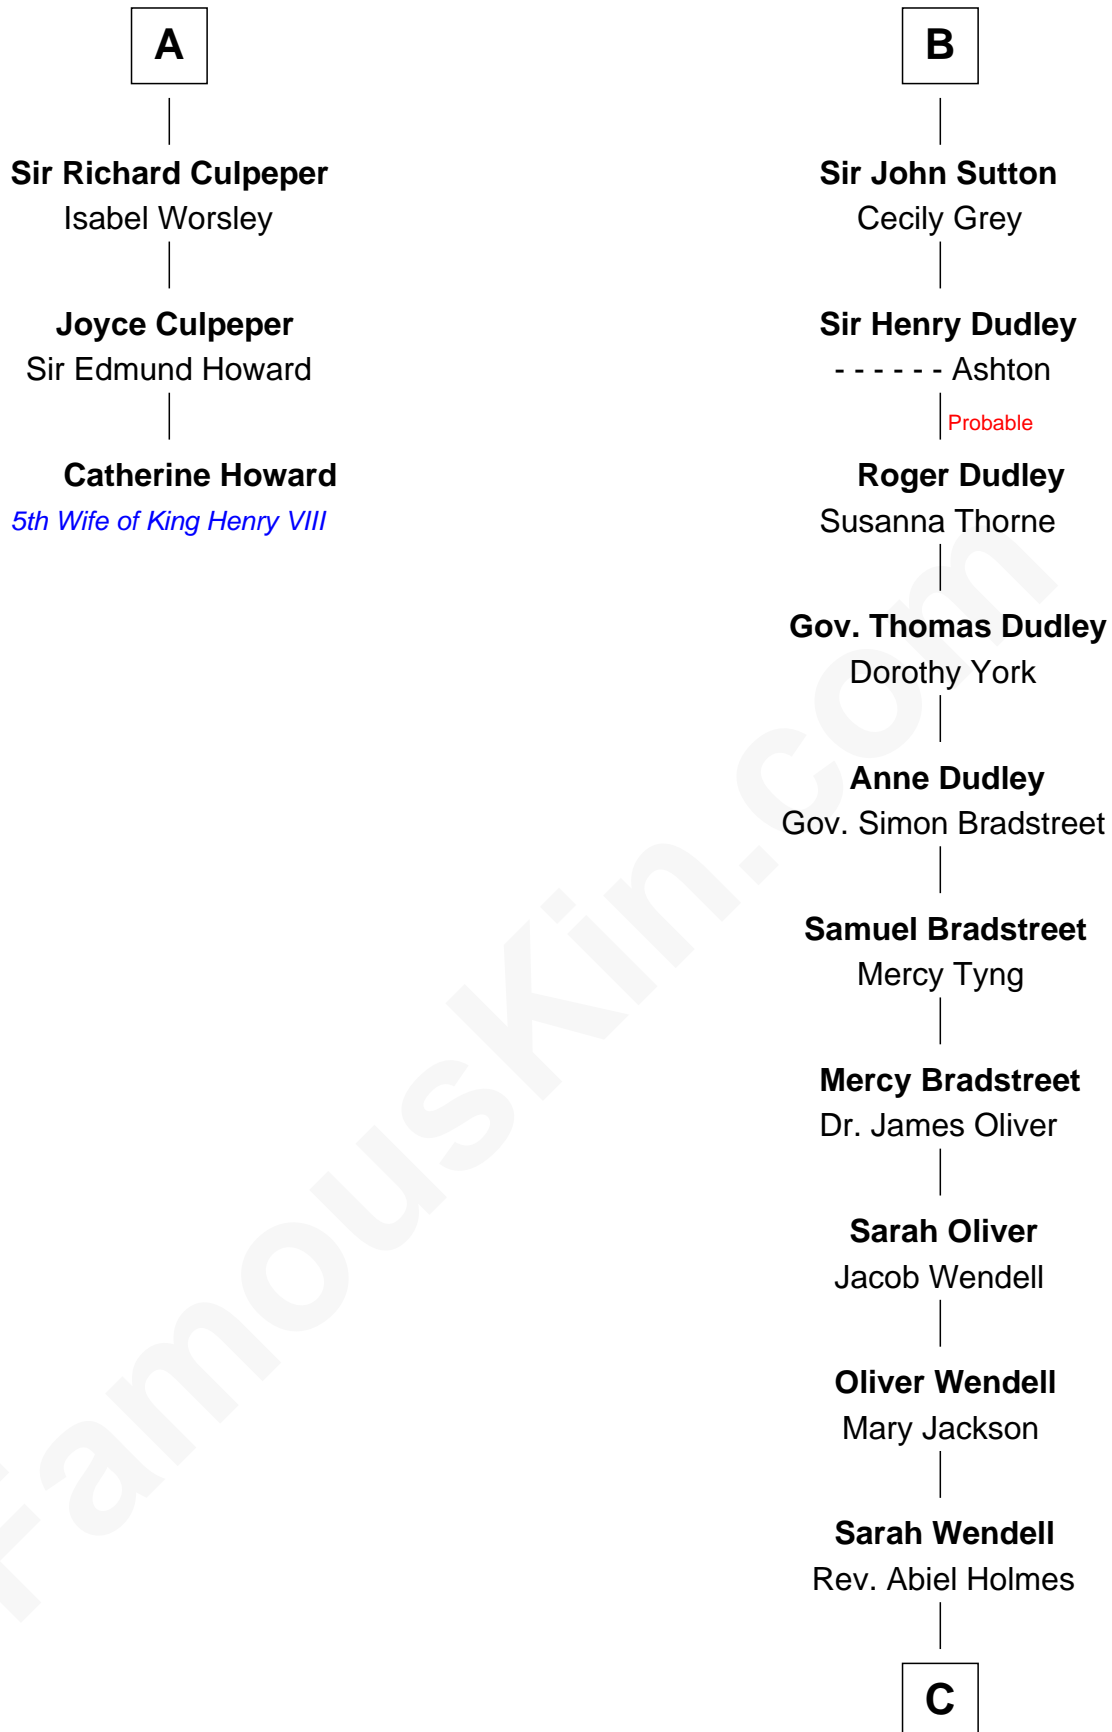 A
Sir Richard Culpeper
Isabel Worsley
Joyce Culpeper
Sir Edmund Howard
Catherine Howard
5th Wife of King Henry VIII
B
Sir John Sutton
Cecily Grey
Sir Henry Dudley
- - - - - - Ashton
Probable
Roger Dudley
Susanna Thorne
Gov. Thomas Dudley
Dorothy York
Anne Dudley
Gov. Simon Bradstreet
Samuel Bradstreet
Mercy Tyng
Mercy Bradstreet
Dr. James Oliver
Sarah Oliver
Jacob Wendell
Oliver Wendell
Mary Jackson
Sarah Wendell
Rev. Abiel Holmes
C
FamousKin.com